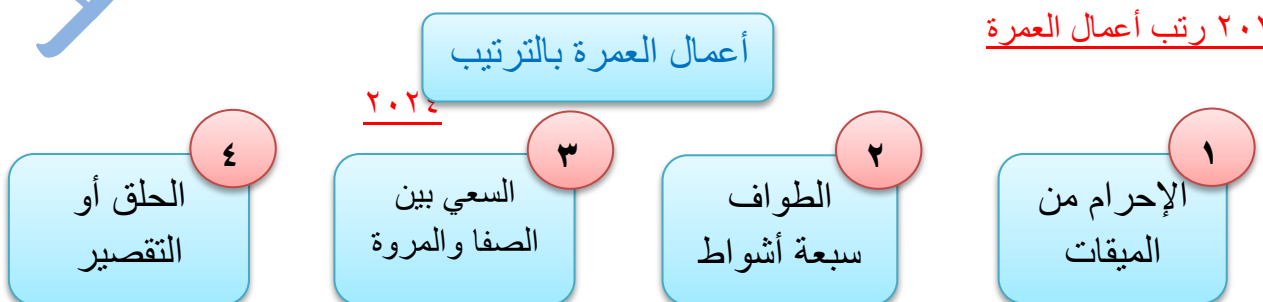 رتب أعمال العمرة
أعمال العمرة بالترتيب
٢٠٢٤
١
الإحرام من
الميقات
٢
الطواف
سبعة أشواط
٣
السعي بين
الصفا والمروة
٤
الحلق أو
التقصير